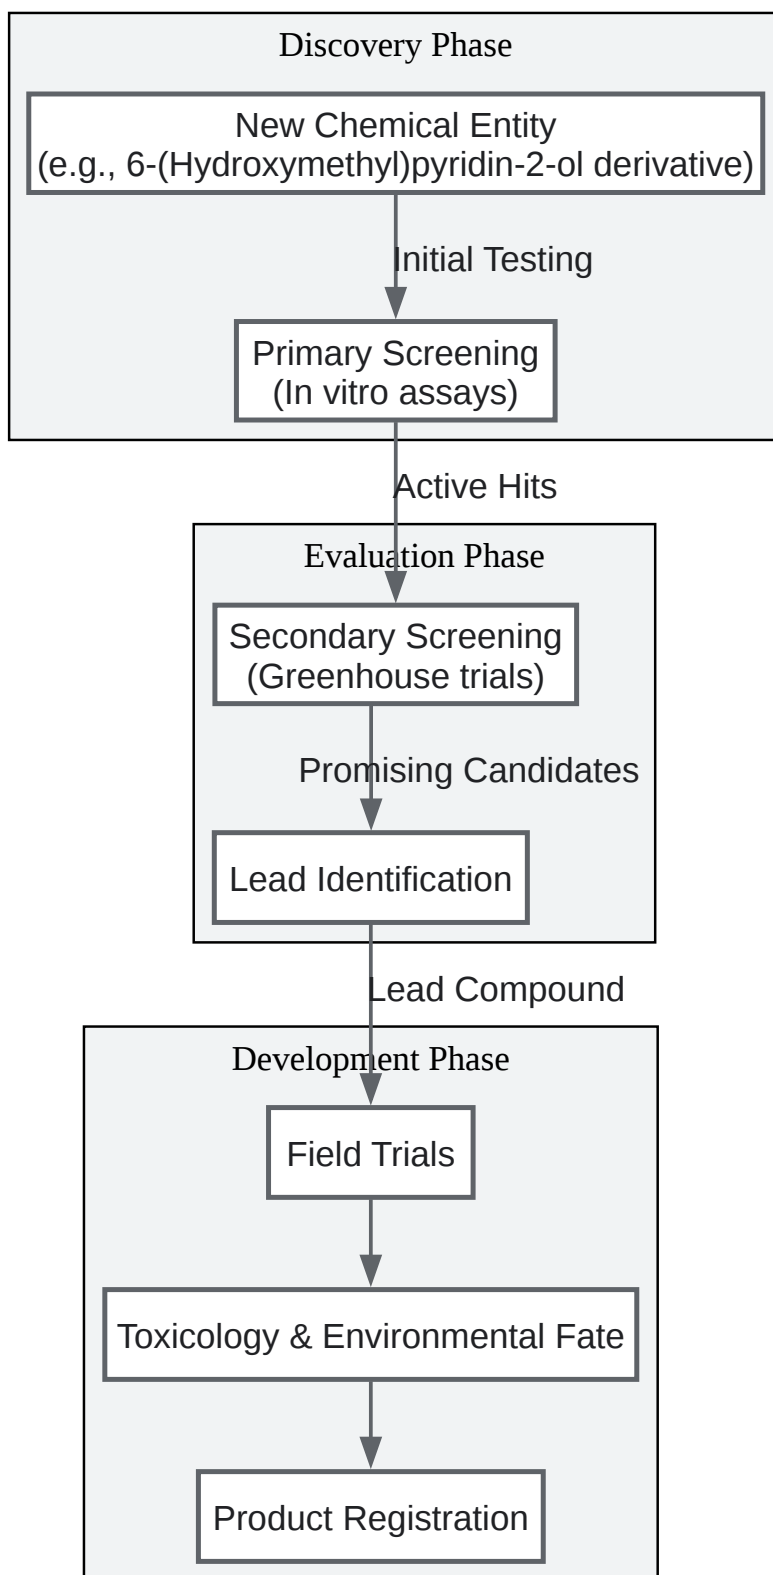 Discovery Phase
New Chemical Entity
(e.g., 6-(Hydroxymethyl)pyridin-2-ol derivative)
Initial Testing
Primary Screening
(In vitro assays)
Active Hits
Evaluation Phase
Secondary Screening
(Greenhouse trials)
Promising Candidates
Lead Identification
Lead Compound
Development Phase
Field Trials
Toxicology & Environmental Fate
Product Registration